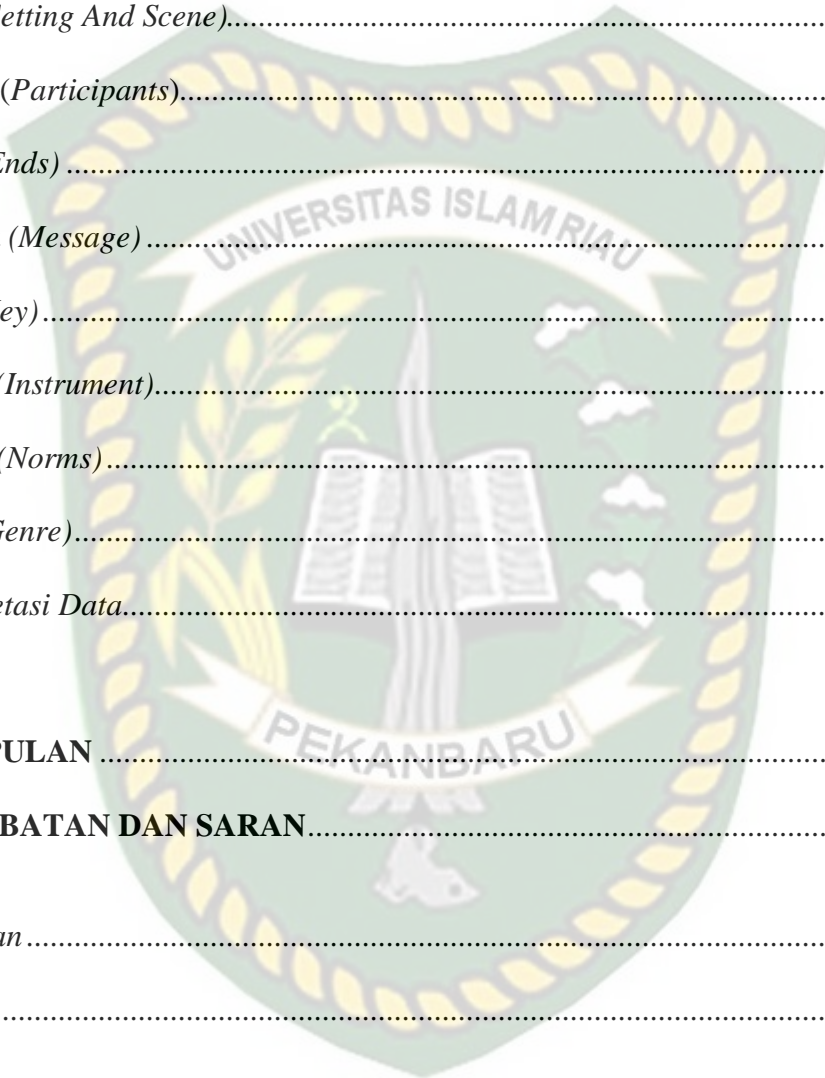 etting And Scene)..........................................................................
(Participants)................................................................................
Ends) ..............................................................................................
UNIVERSITAS ISLAM RIAU
(Message) .....................................................................................
ey) ..................................................................................................
(Instrument)...................................................................................
(Norms) ..........................................................................................
Genre)............................................................................................
etasi Data.......................................................................................
PEKANBARU
PULAN ..........................................................................................
BATAN DAN SARAN.................................................................
an ....................................................................................................
.........................................................................................................